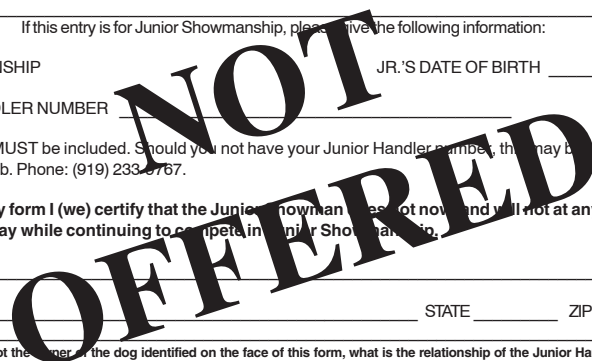 If this entry is for Junior Showmanship, please give the following information:
NSHIP JR.'S DATE OF BIRTH
DLER NUMBER
MUST be included. Should you not have your Junior Handler number, this may b
b. Phone: (919) 233-9767.
y form I (we) certify that the Junior Showman does not now and will not at an
ay while continuing to compete in Junior Showmanship.
STATE ZIP
ot the owner of the dog identified on the face of this form, what is the relationship of the Junior Ha
NOT
OFFERED